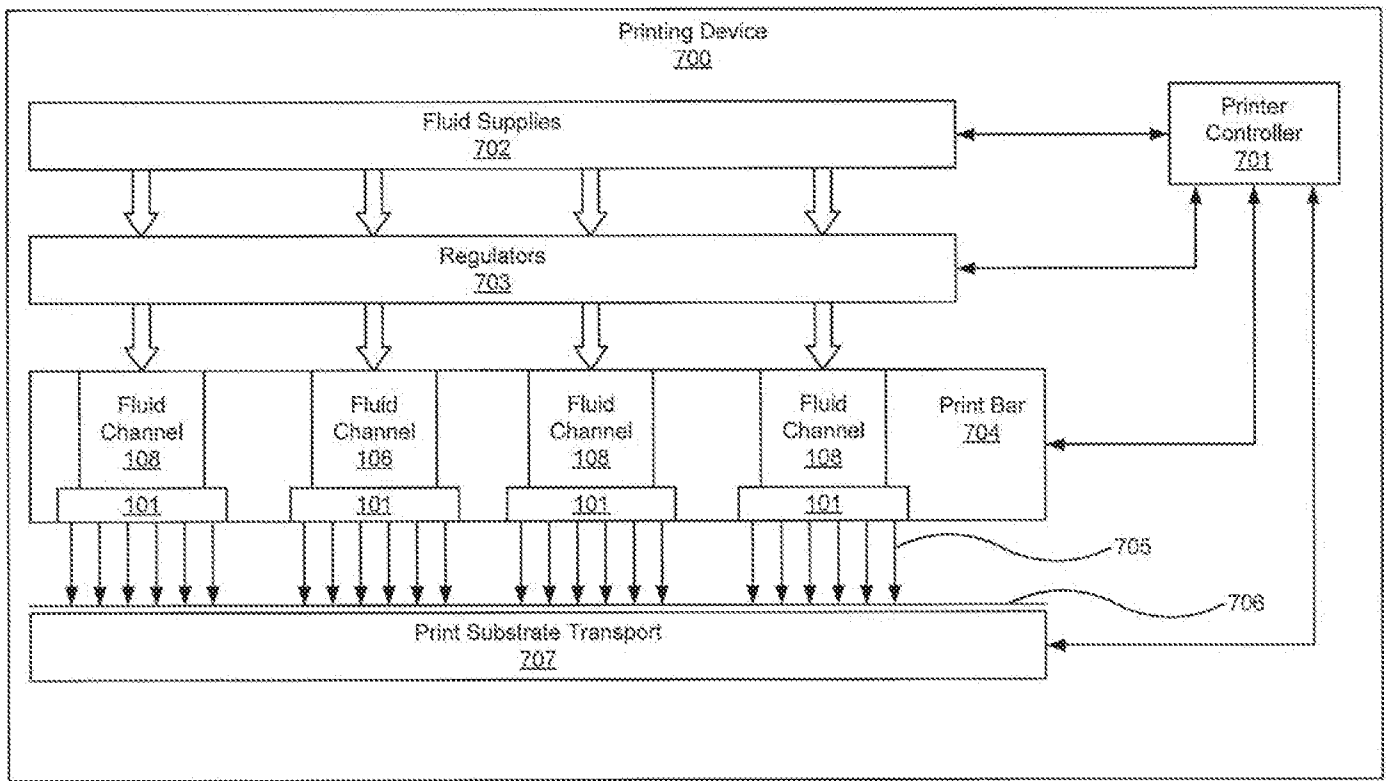 Printing Device
700
Fluid Supplies
702
Printer
Controller
701
Regulators
703
Fluid
Channel
108
Fluid
Channel
108
Fluid
Channel
108
Fluid
Channel
108
Print Bar
704
101
101
101
101
705
706
Print Substrate Transport
707